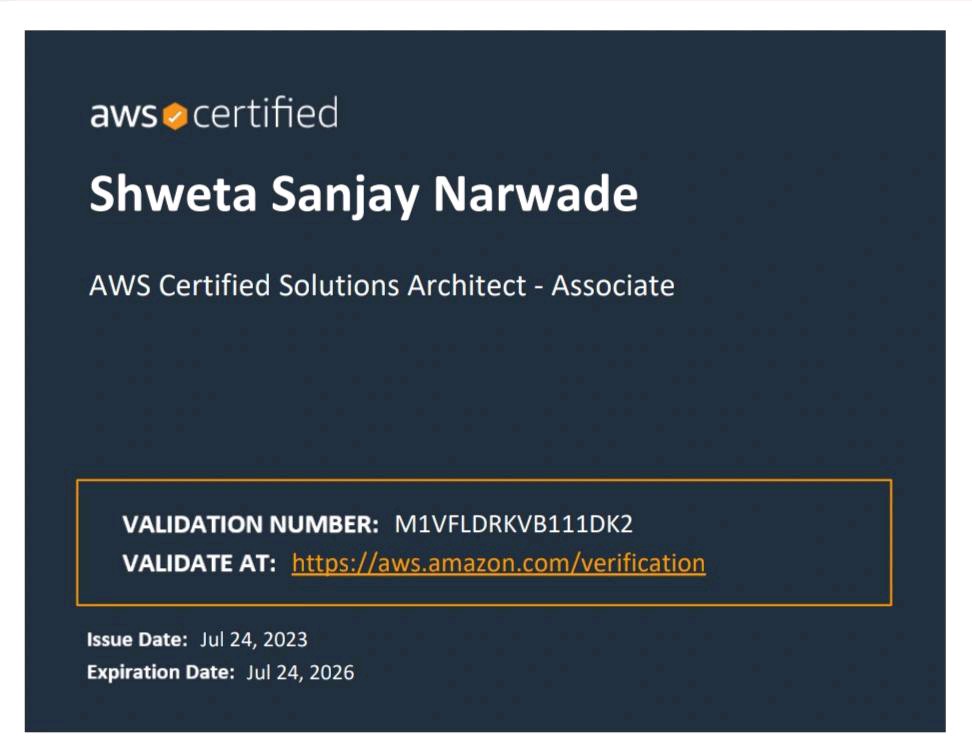 aws certified
Shweta Sanjay Narwade
AWS Certified Solutions Architect - Associate
VALIDATION NUMBER: M1VFLDRKVB111DK2
VALIDATE AT: https://aws.amazon.com/verification
Issue Date: Jul 24, 2023
Expiration Date: Jul 24, 2026